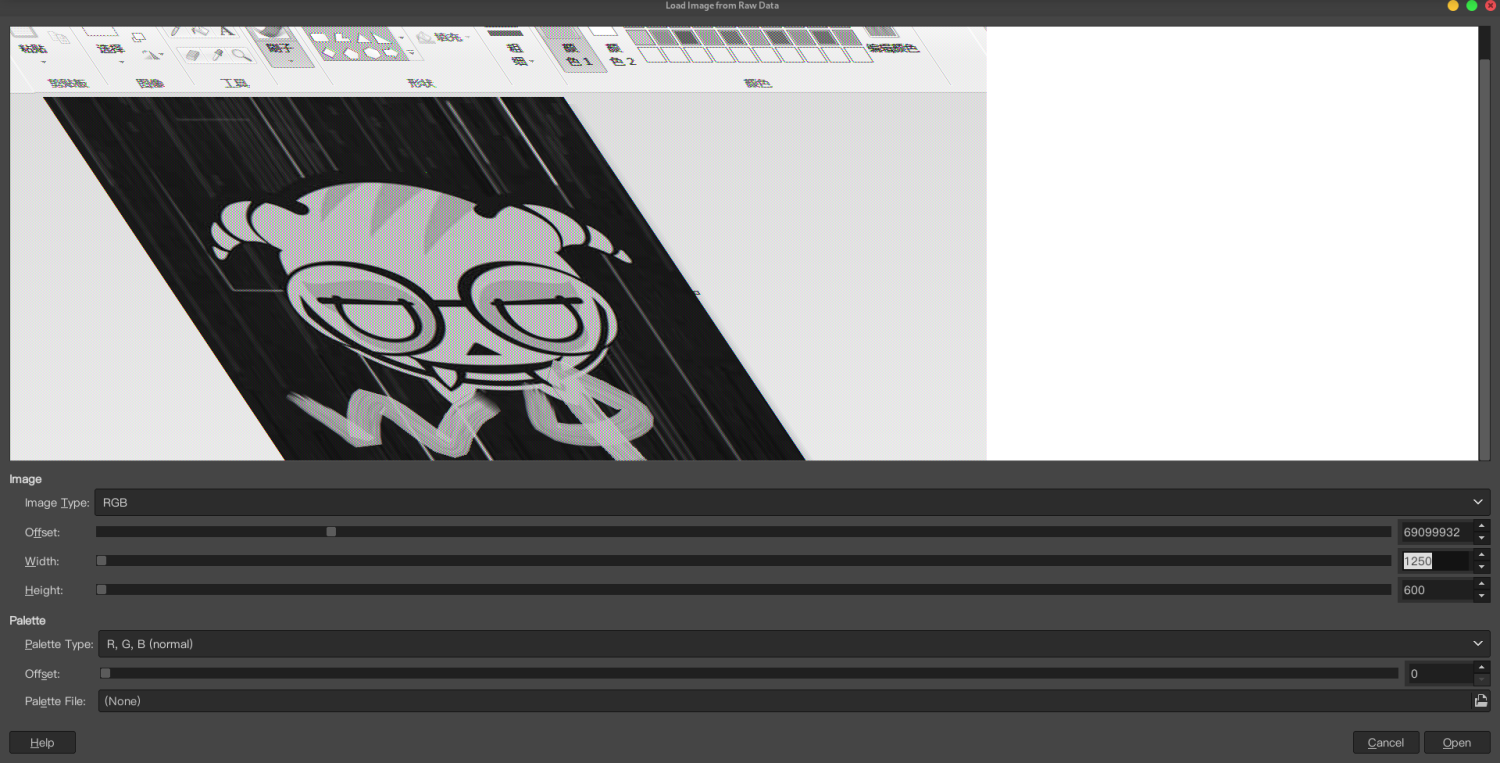 Load Image from Raw Data
粘贴 选择 A 刷子 填充 粗细 颜色 1 颜色 2 编辑颜色
剪贴板 图像 工具 形状 颜色
Image
Image Type: RGB
Offset: 69099932
Width: 1250
Height: 600
Palette
Palette Type: R, G, B (normal)
Offset: 0
Palette File: (None)
Help Cancel Open